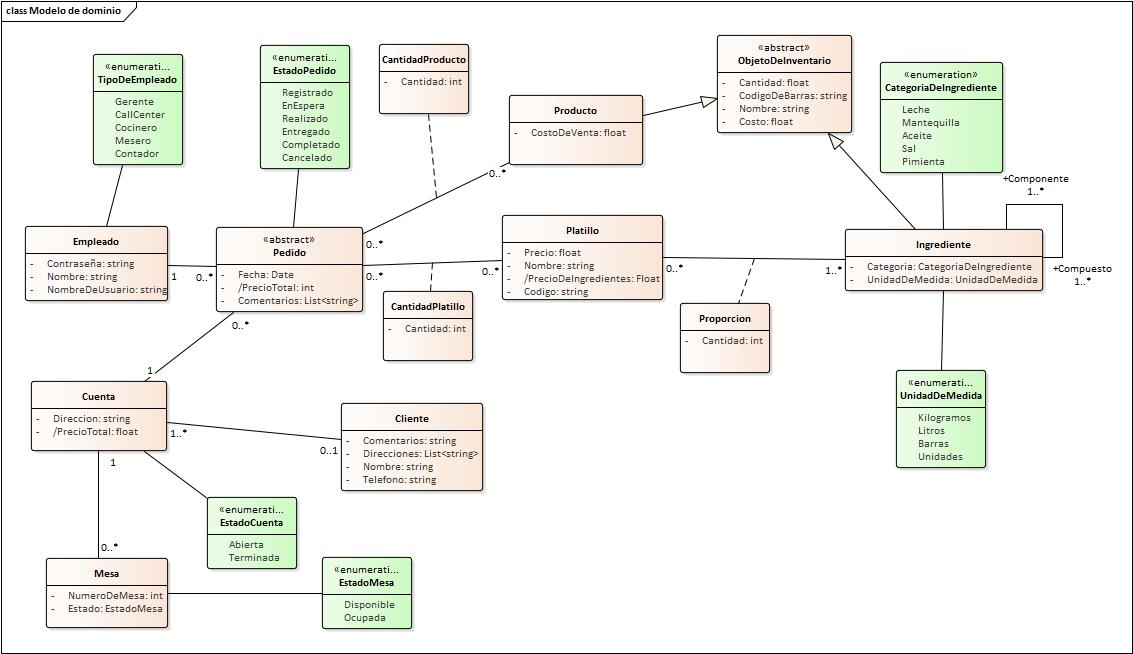 class Modelo de dominio
«enumerati...
TipoDeEmpleado
Gerente
CallCenter
Cocinero
Mesero
Contador
«enumerati...
EstadoPedido
Registrado
EnEspera
Realizado
Entregado
Completado
Cancelado
CantidadProducto
- Cantidad: int
Producto
- CostoDeVenta: float
«abstract»
ObjetoDeInventario
- Cantidad: float
- CodigoDeBarras: string
- Nombre: string
- Costo: float
«enumeration»
CategoriaDeIngrediente
Leche
Mantequilla
Aceite
Sal
Pimienta
+Componente
1..*
0..*
0..*
Empleado
- Contraseña: string
- Nombre: string
- NombreDeUsuario: string
1
0..*
«abstract»
Pedido
- Fecha: Date
- /PrecioTotal: int
- Comentarios: List<string>
0..*
0..*
Platillo
- Precio: float
- Nombre: string
- /PrecioDeIngredientes: Float
- Codigo: string
0..*
1..*
Ingrediente
- Categoria: CategoriaDeIngrediente
- UnidadDeMedida: UnidadDeMedida
+Compuesto
1..*
CantidadPlatillo
- Cantidad: int
Proporcion
- Cantidad: int
0..*
1
Cuenta
- Direccion: string
- /PrecioTotal: float
1..*
0..1
Cliente
- Comentarios: string
- Direcciones: List<string>
- Nombre: string
- Telefono: string
«enumerati...
UnidadDeMedida
Kilogramos
Litros
Barras
Unidades
1
0..*
«enumerati...
EstadoCuenta
Abierta
Terminada
Mesa
- NumeroDeMesa: int
- Estado: EstadoMesa
«enumerati...
EstadoMesa
Disponible
Ocupada